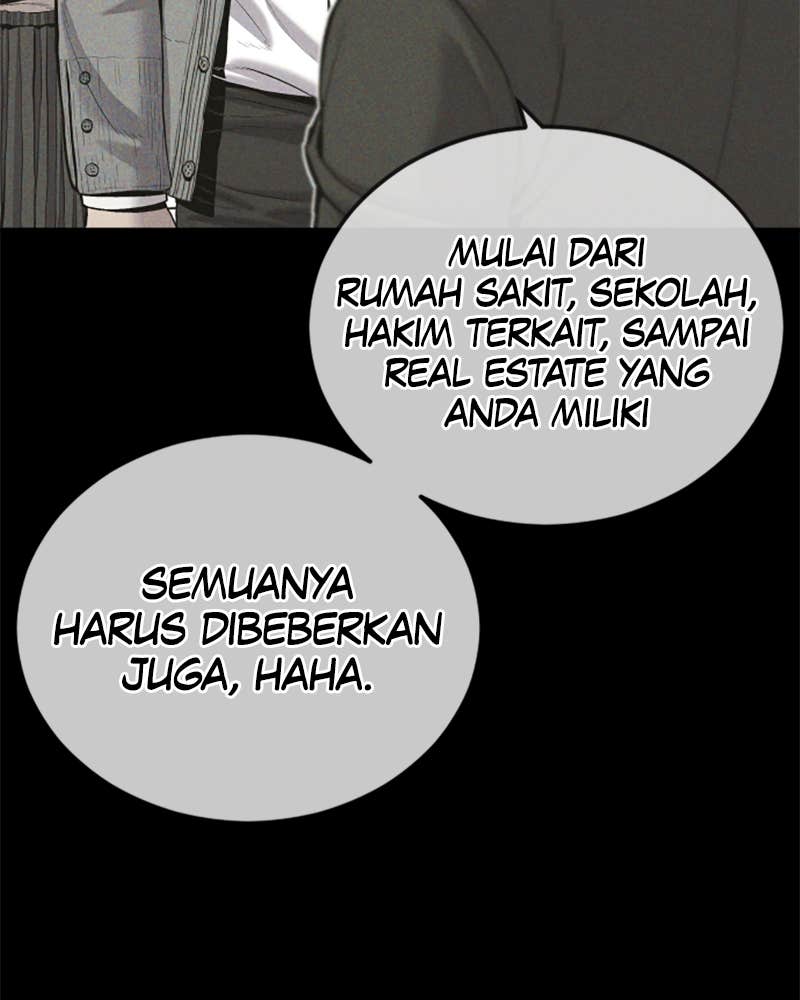 MULAI DARI
RUMAH SAKIT, SEKOLAH,
HAKIM TERKAIT, SAMPAI
REAL ESTATE YANG
ANDA MILIKI
SEMUANYA
HARUS DIBEBERKAN
JUGA, HAHA.